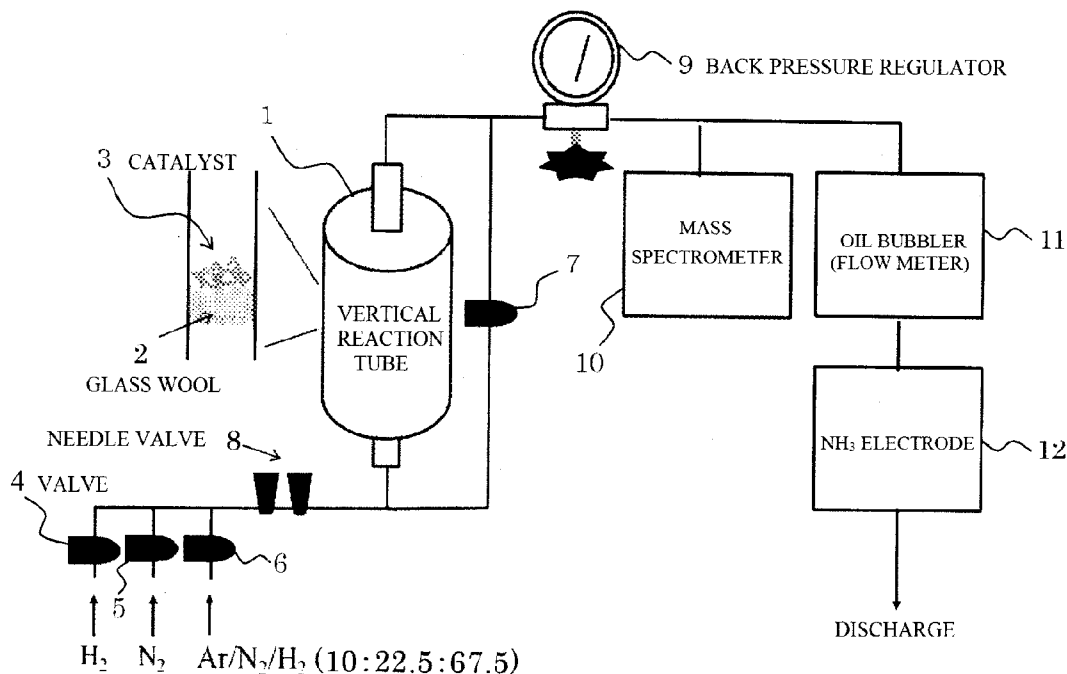 9 BACK PRESSURE REGULATOR
1
3 CATALYST
MASS
SPECTROMETER
OIL BUBBLER
(FLOW METER)
11
7
VERTICAL
REACTION
TUBE
2
10
GLASS WOOL
NEEDLE VALVE 8
NH₃ ELECTRODE
12
4 VALVE
5
6
H₂
N₂
Ar/N₂/H₂ (10:22.5:67.5)
DISCHARGE